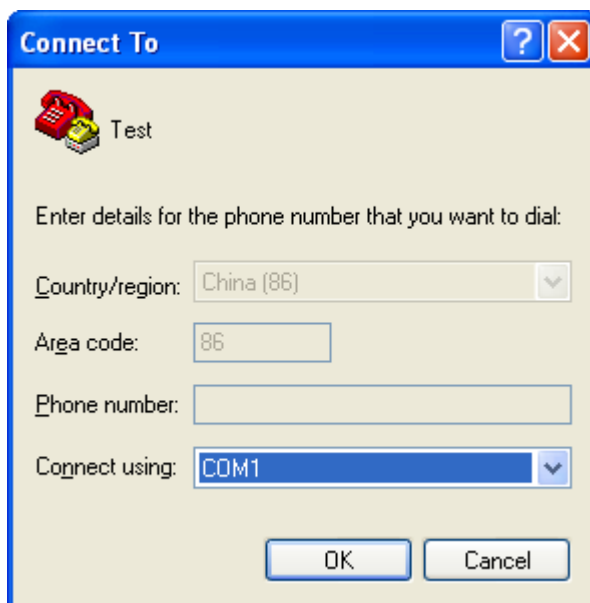 Connect To
?
Test
Enter details for the phone number that you want to dial:
Country/region: China (86)
Area code: 86
Phone number:
Connect using: COM1
OK Cancel